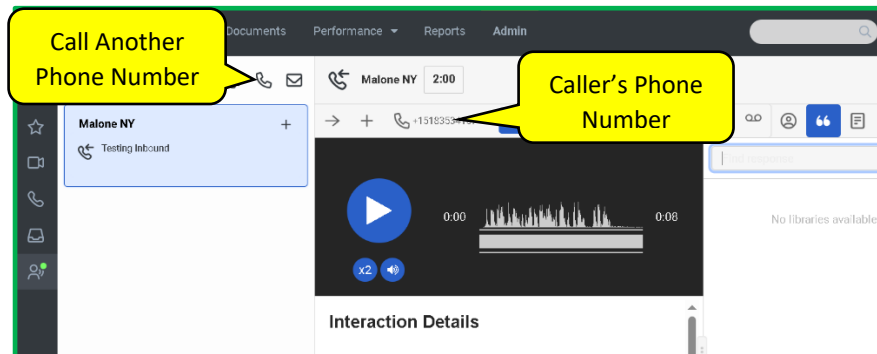 Call Another
Phone Number
Documents
Performance
Reports
Admin
Malone NY
2:00
Caller's Phone
Number
Malone NY
Testing Inbound
0:00
0:08
x2
No libraries available
Interaction Details